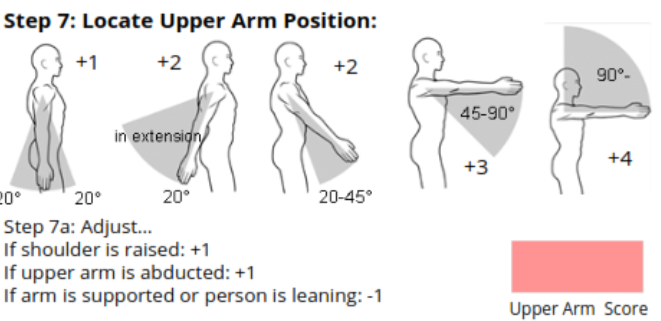 Step 7: Locate Upper Arm Position:
+1
+2
+2
+3
+4
in extension
45-90°
90°-
20°
20°
20°
20-45°
Step 7a: Adjust...
If shoulder is raised: +1
If upper arm is abducted: +1
If arm is supported or person is leaning: -1
Upper Arm Score